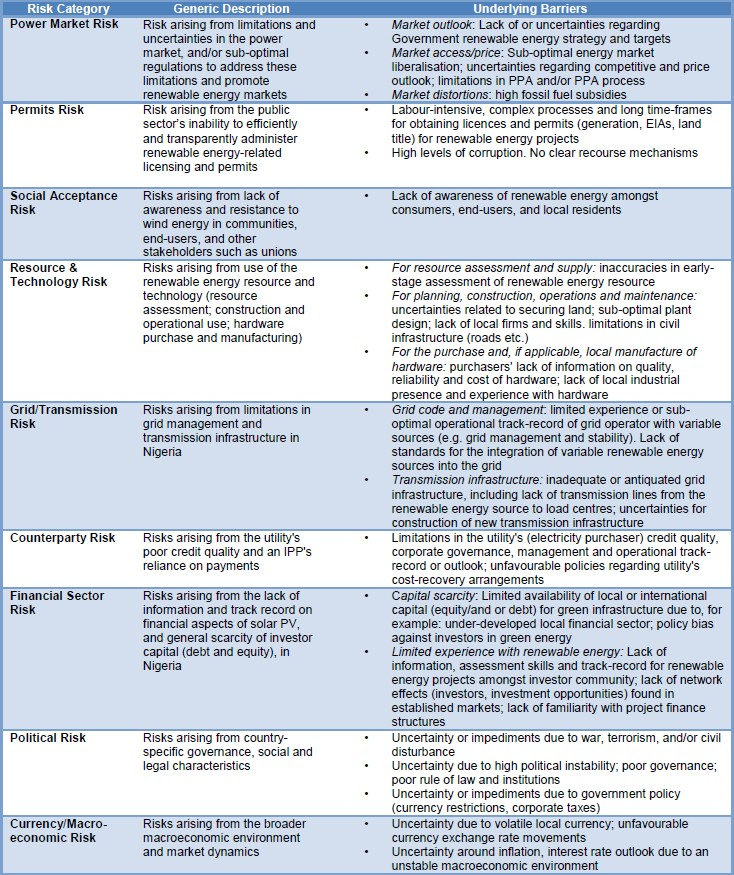 Risk Category
Generic Description
Underlying Barriers
Power Market Risk
Risk arising from limitations and
uncertainties in the power
market, and/or sub-optimal
regulations to address these
limitations and promote
renewable energy markets
• Market outlook: Lack of or uncertainties regarding
Government renewable energy strategy and targets
• Market access/price: Sub-optimal energy market
liberalisation; uncertainties regarding competitive and price
outlook; limitations in PPA and/or PPA process
• Market distortions: high fossil fuel subsidies
Permits Risk
Risk arising from the public
sector's inability to efficiently
and transparently administer
renewable energy-related
licensing and permits
• Labour-intensive, complex processes and long time-frames
for obtaining licences and permits (generation, EIAs, land
title) for renewable energy projects
• High levels of corruption. No clear recourse mechanisms
Social Acceptance
Risk
Risks arising from lack of
awareness and resistance to
wind energy in communities,
end-users, and other
stakeholders such as unions
• Lack of awareness of renewable energy amongst
consumers, end-users, and local residents
Resource &
Technology Risk
Risks arising from use of the
renewable energy resource and
technology (resource
assessment; construction and
operational use; hardware
purchase and manufacturing)
• For resource assessment and supply: inaccuracies in early-
stage assessment of renewable energy resource
• For planning, construction, operations and maintenance:
uncertainties related to securing land; sub-optimal plant
design; lack of local firms and skills. limitations in civil
infrastructure (roads etc.)
• For the purchase and, if applicable, local manufacture of
hardware: purchasers' lack of information on quality,
reliability and cost of hardware; lack of local industrial
presence and experience with hardware
Grid/Transmission
Risk
Risks arising from limitations in
grid management and
transmission infrastructure in
Nigeria
• Grid code and management: limited experience or sub-
optimal operational track-record of grid operator with variable
sources (e.g. grid management and stability). Lack of
standards for the integration of variable renewable energy
sources into the grid
• Transmission infrastructure: inadequate or antiquated grid
infrastructure, including lack of transmission lines from the
renewable energy source to load centres; uncertainties for
construction of new transmission infrastructure
Counterparty Risk
Risks arising from the utility's
poor credit quality and an IPP's
reliance on payments
• Limitations in the utility's (electricity purchaser) credit quality,
corporate governance, management and operational track-
record or outlook; unfavourable policies regarding utility's
cost-recovery arrangements
Financial Sector
Risk
Risks arising from the lack of
information and track record on
financial aspects of solar PV,
and general scarcity of investor
capital (debt and equity), in
Nigeria
• Capital scarcity: Limited availability of local or international
capital (equity/and or debt) for green infrastructure due to, for
example: under-developed local financial sector; policy bias
against investors in green energy
• Limited experience with renewable energy: Lack of
information, assessment skills and track-record for renewable
energy projects amongst investor community; lack of network
effects (investors, investment opportunities) found in
established markets; lack of familiarity with project finance
structures
Political Risk
Risks arising from country-
specific governance, social and
legal characteristics
• Uncertainty or impediments due to war, terrorism, and/or civil
disturbance
• Uncertainty due to high political instability; poor governance;
poor rule of law and institutions
• Uncertainty or impediments due to government policy
(currency restrictions, corporate taxes)
Currency/Macro-
economic Risk
Risks arising from the broader
macroeconomic environment
and market dynamics
• Uncertainty due to volatile local currency; unfavourable
currency exchange rate movements
• Uncertainty around inflation, interest rate outlook due to an
unstable macroeconomic environment